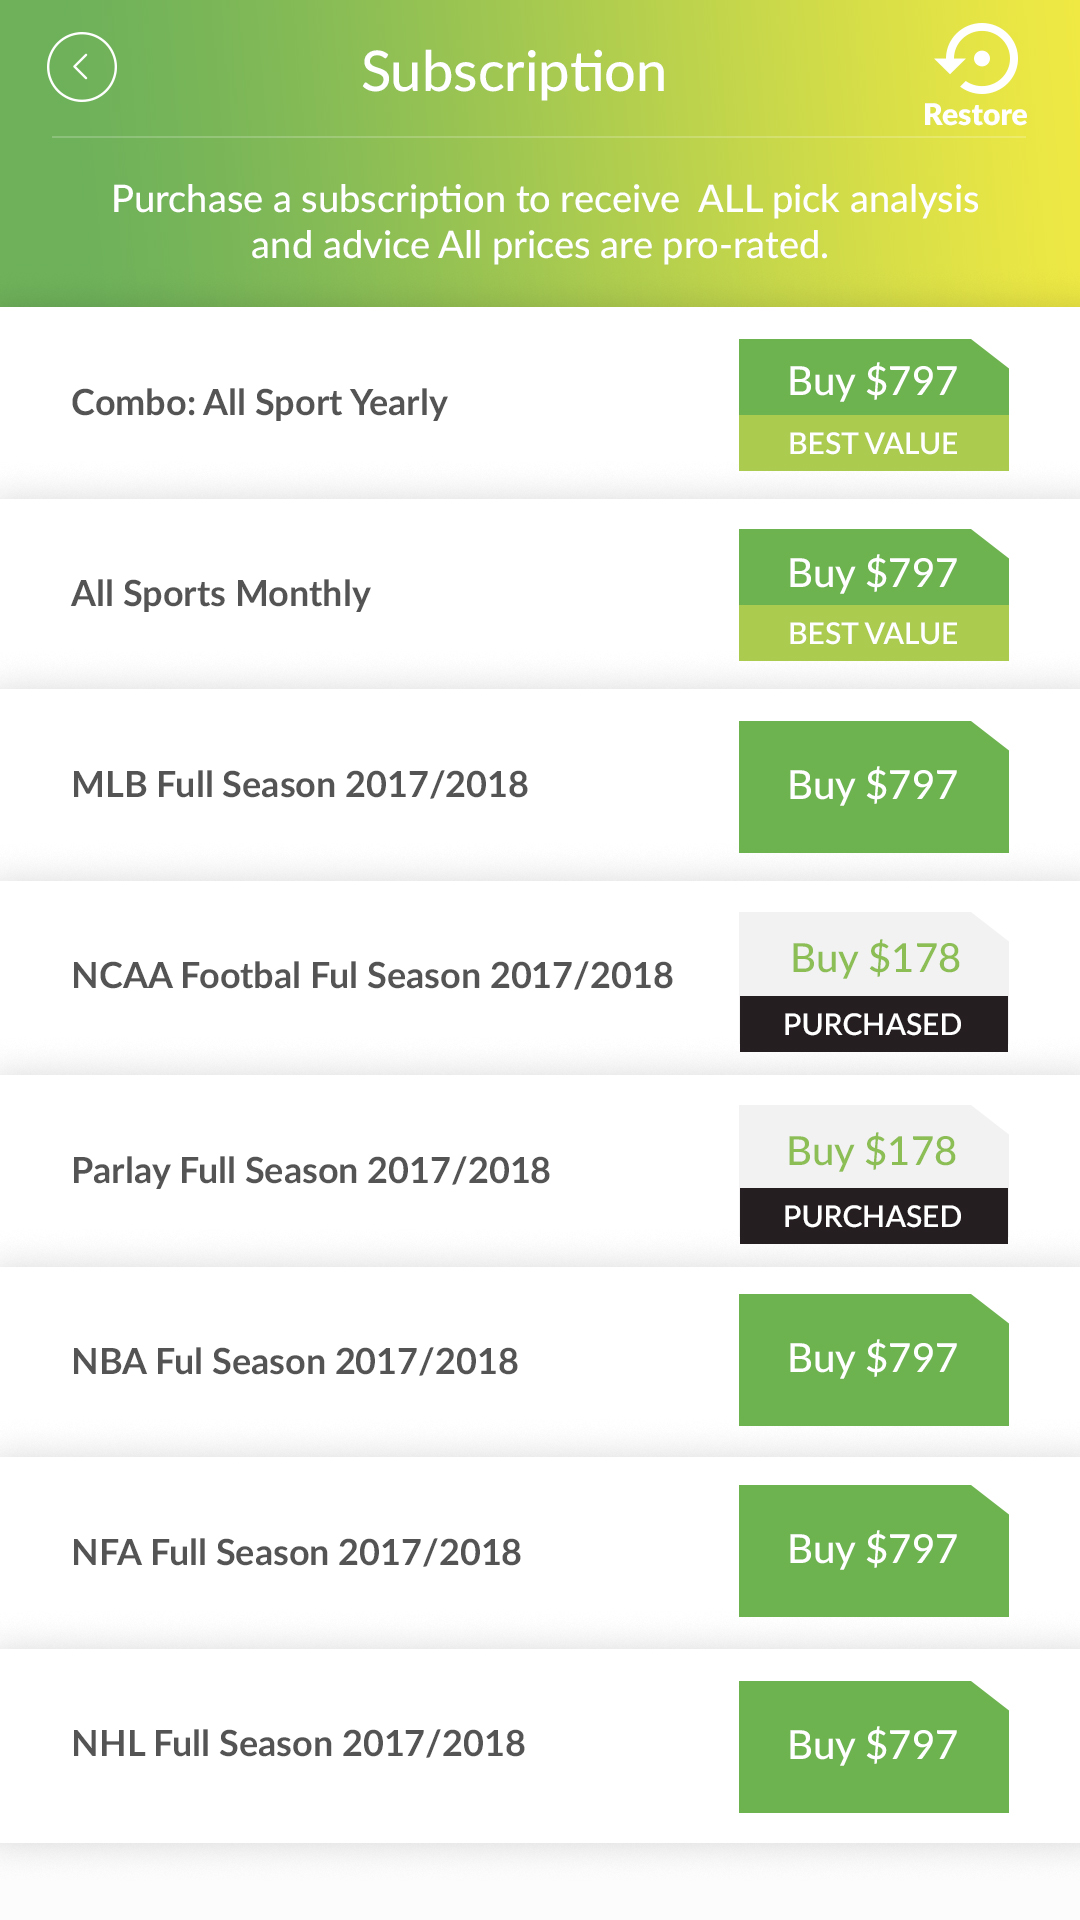 Subscription
Restore
Purchase a subscription to receive  ALL pick analysis
and advice All prices are pro-rated.
Combo: All Sport Yearly
Buy $797
BEST VALUE
All Sports Monthly
Buy $797
BEST VALUE
MLB Full Season 2017/2018
Buy $797
NCAA Footbal Ful Season 2017/2018
Buy $178
PURCHASED
Parlay Full Season 2017/2018
Buy $178
PURCHASED
NBA Ful Season 2017/2018
Buy $797
NFA Full Season 2017/2018
Buy $797
NHL Full Season 2017/2018
Buy $797